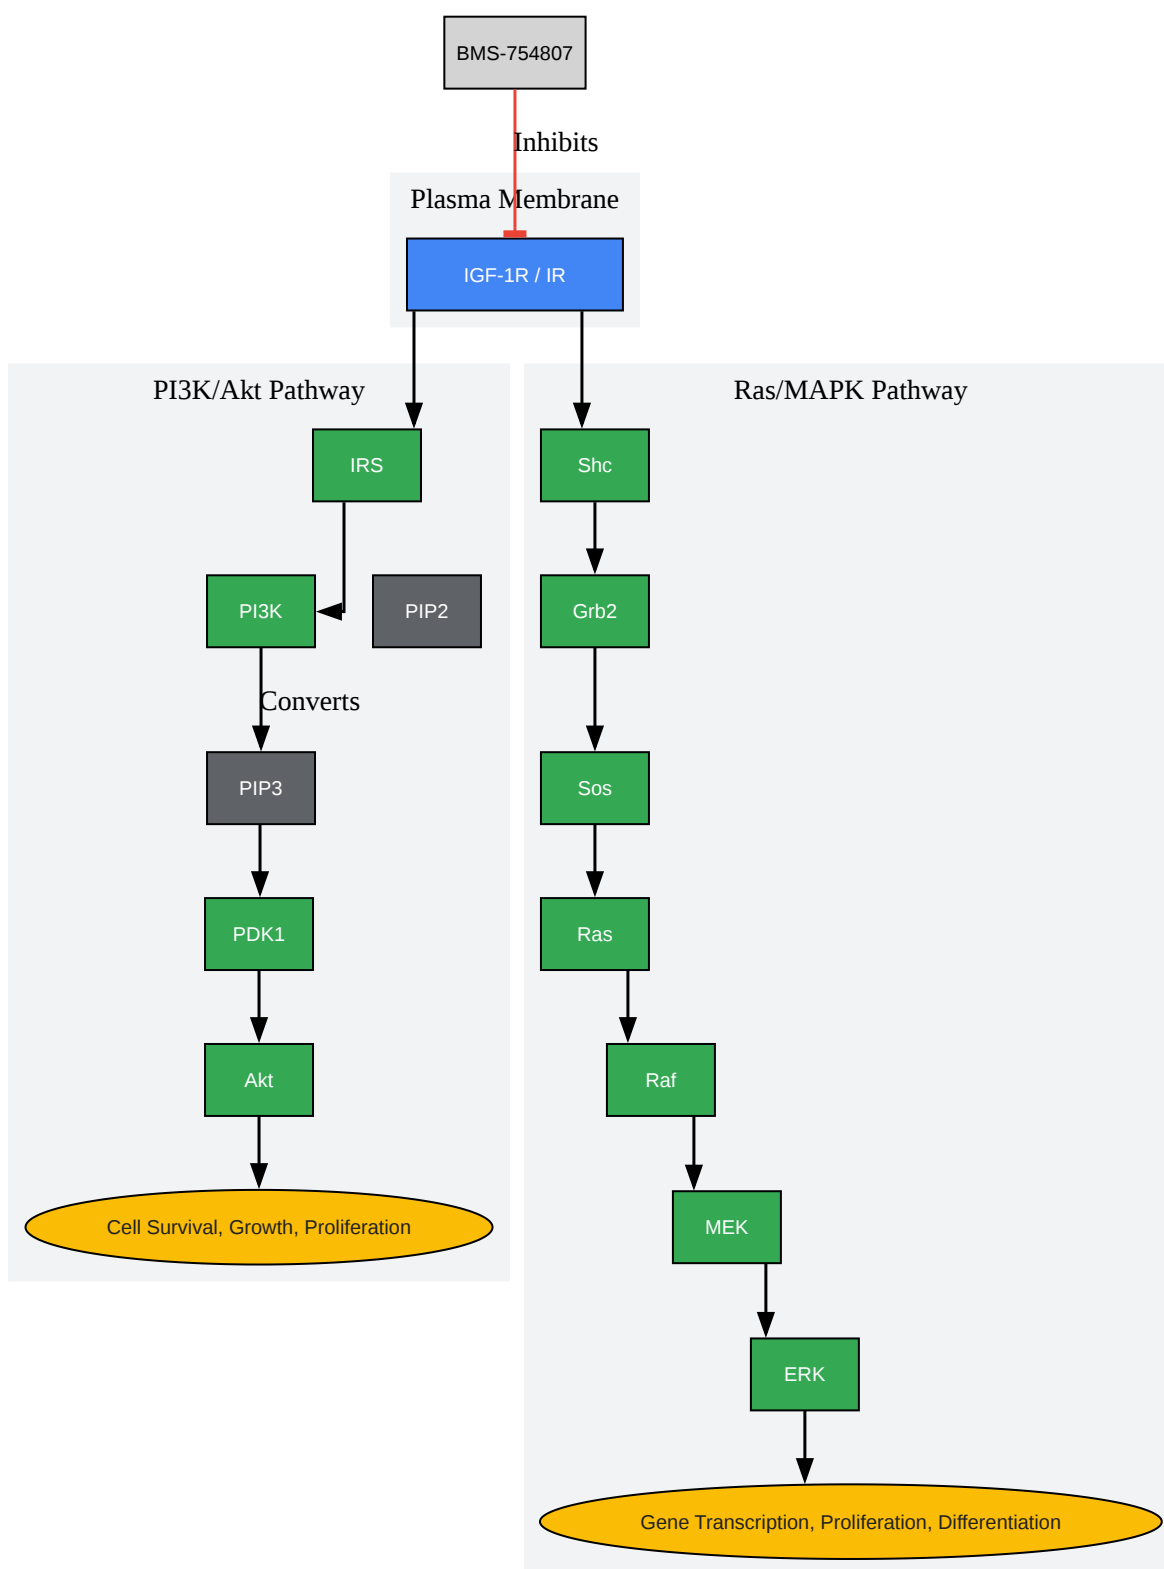 BMS-754807
Inhibits
Plasma Membrane
IGF-1R / IR
PI3K/Akt Pathway
IRS
PI3K
PIP2
Converts
PIP3
PDK1
Akt
Cell Survival, Growth, Proliferation
Ras/MAPK Pathway
Shc
Grb2
Sos
Ras
Raf
MEK
ERK
Gene Transcription, Proliferation, Differentiation